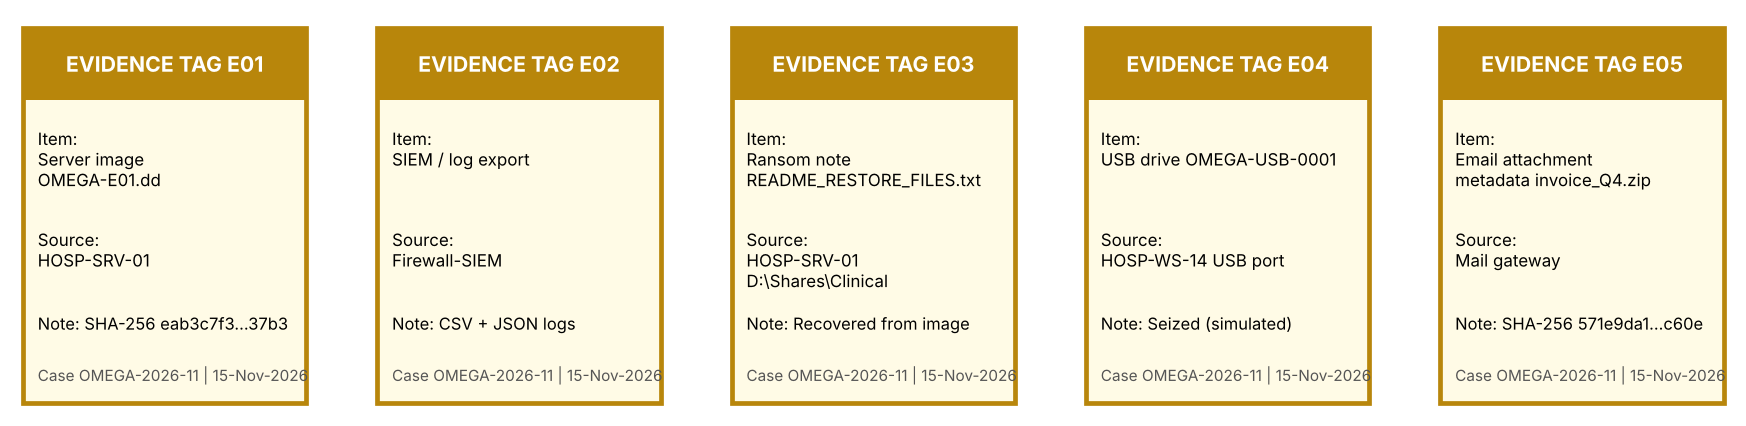 EVIDENCE TAG E01
Item:
Server image
OMEGA-E01.dd
Source:
HOSP-SRV-01
Note: SHA-256 eab3c7f3...37b3
Case OMEGA-2026-11 | 15-Nov-2026
EVIDENCE TAG E02
Item:
SIEM / log export
Source:
Firewall-SIEM
Note: CSV + JSON logs
Case OMEGA-2026-11 | 15-Nov-2026
EVIDENCE TAG E03
Item:
Ransom note
README_RESTORE_FILES.txt
Source:
HOSP-SRV-01
D:\Shares\Clinical
Note: Recovered from image
Case OMEGA-2026-11 | 15-Nov-2026
EVIDENCE TAG E04
Item:
USB drive OMEGA-USB-0001
Source:
HOSP-WS-14 USB port
Note: Seized (simulated)
Case OMEGA-2026-11 | 15-Nov-2026
EVIDENCE TAG E05
Item:
Email attachment
metadata invoice_Q4.zip
Source:
Mail gateway
Note: SHA-256 571e9da1...c60e
Case OMEGA-2026-11 | 15-Nov-2026